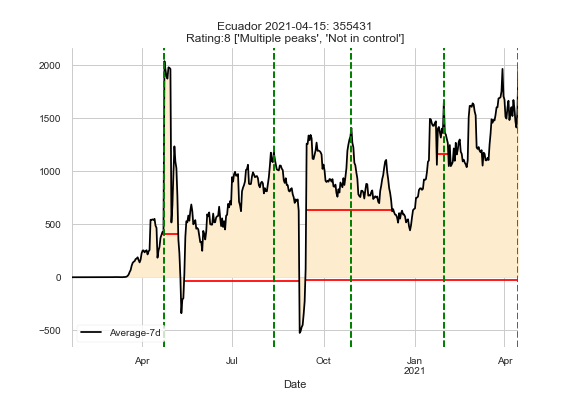 Ecuador 2021-04-15: 355431
Rating:8 ['Multiple peaks', 'Not in control']
2000
1500
1000
500
0
−500
Average-7d
Apr
Jul
Oct
Jan
2021
Apr
Date